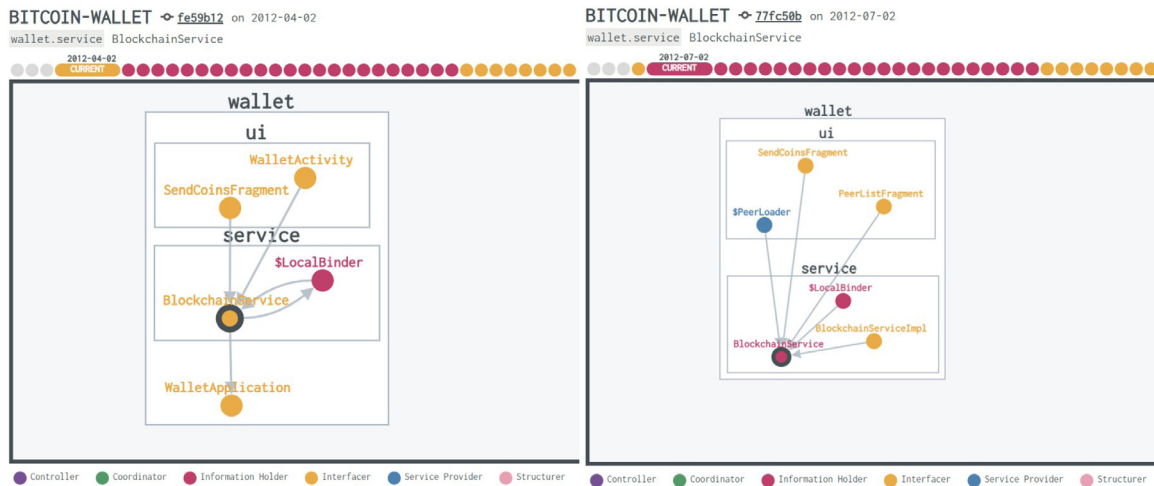 BITCOIN-WALLET fe59b12 on 2012-04-02
wallet.service BlockchainService
2012-04-02
CURRENT
wallet
ui
WalletActivity
SendCoinsFragment
service
$LocalBinder
BlockchainService
WalletApplication
Controller Coordinator Information Holder Interfacer Service Provider Structurer
BITCOIN-WALLET 77fc50b on 2012-07-02
wallet.service BlockchainService
2012-07-02
CURRENT
wallet
ui
SendCoinsFragment
PeerListFragment
$PeerLoader
service
$LocalBinder
BlockchainServiceImpl
BlockchainService
Controller Coordinator Information Holder Interfacer Service Provider Structurer